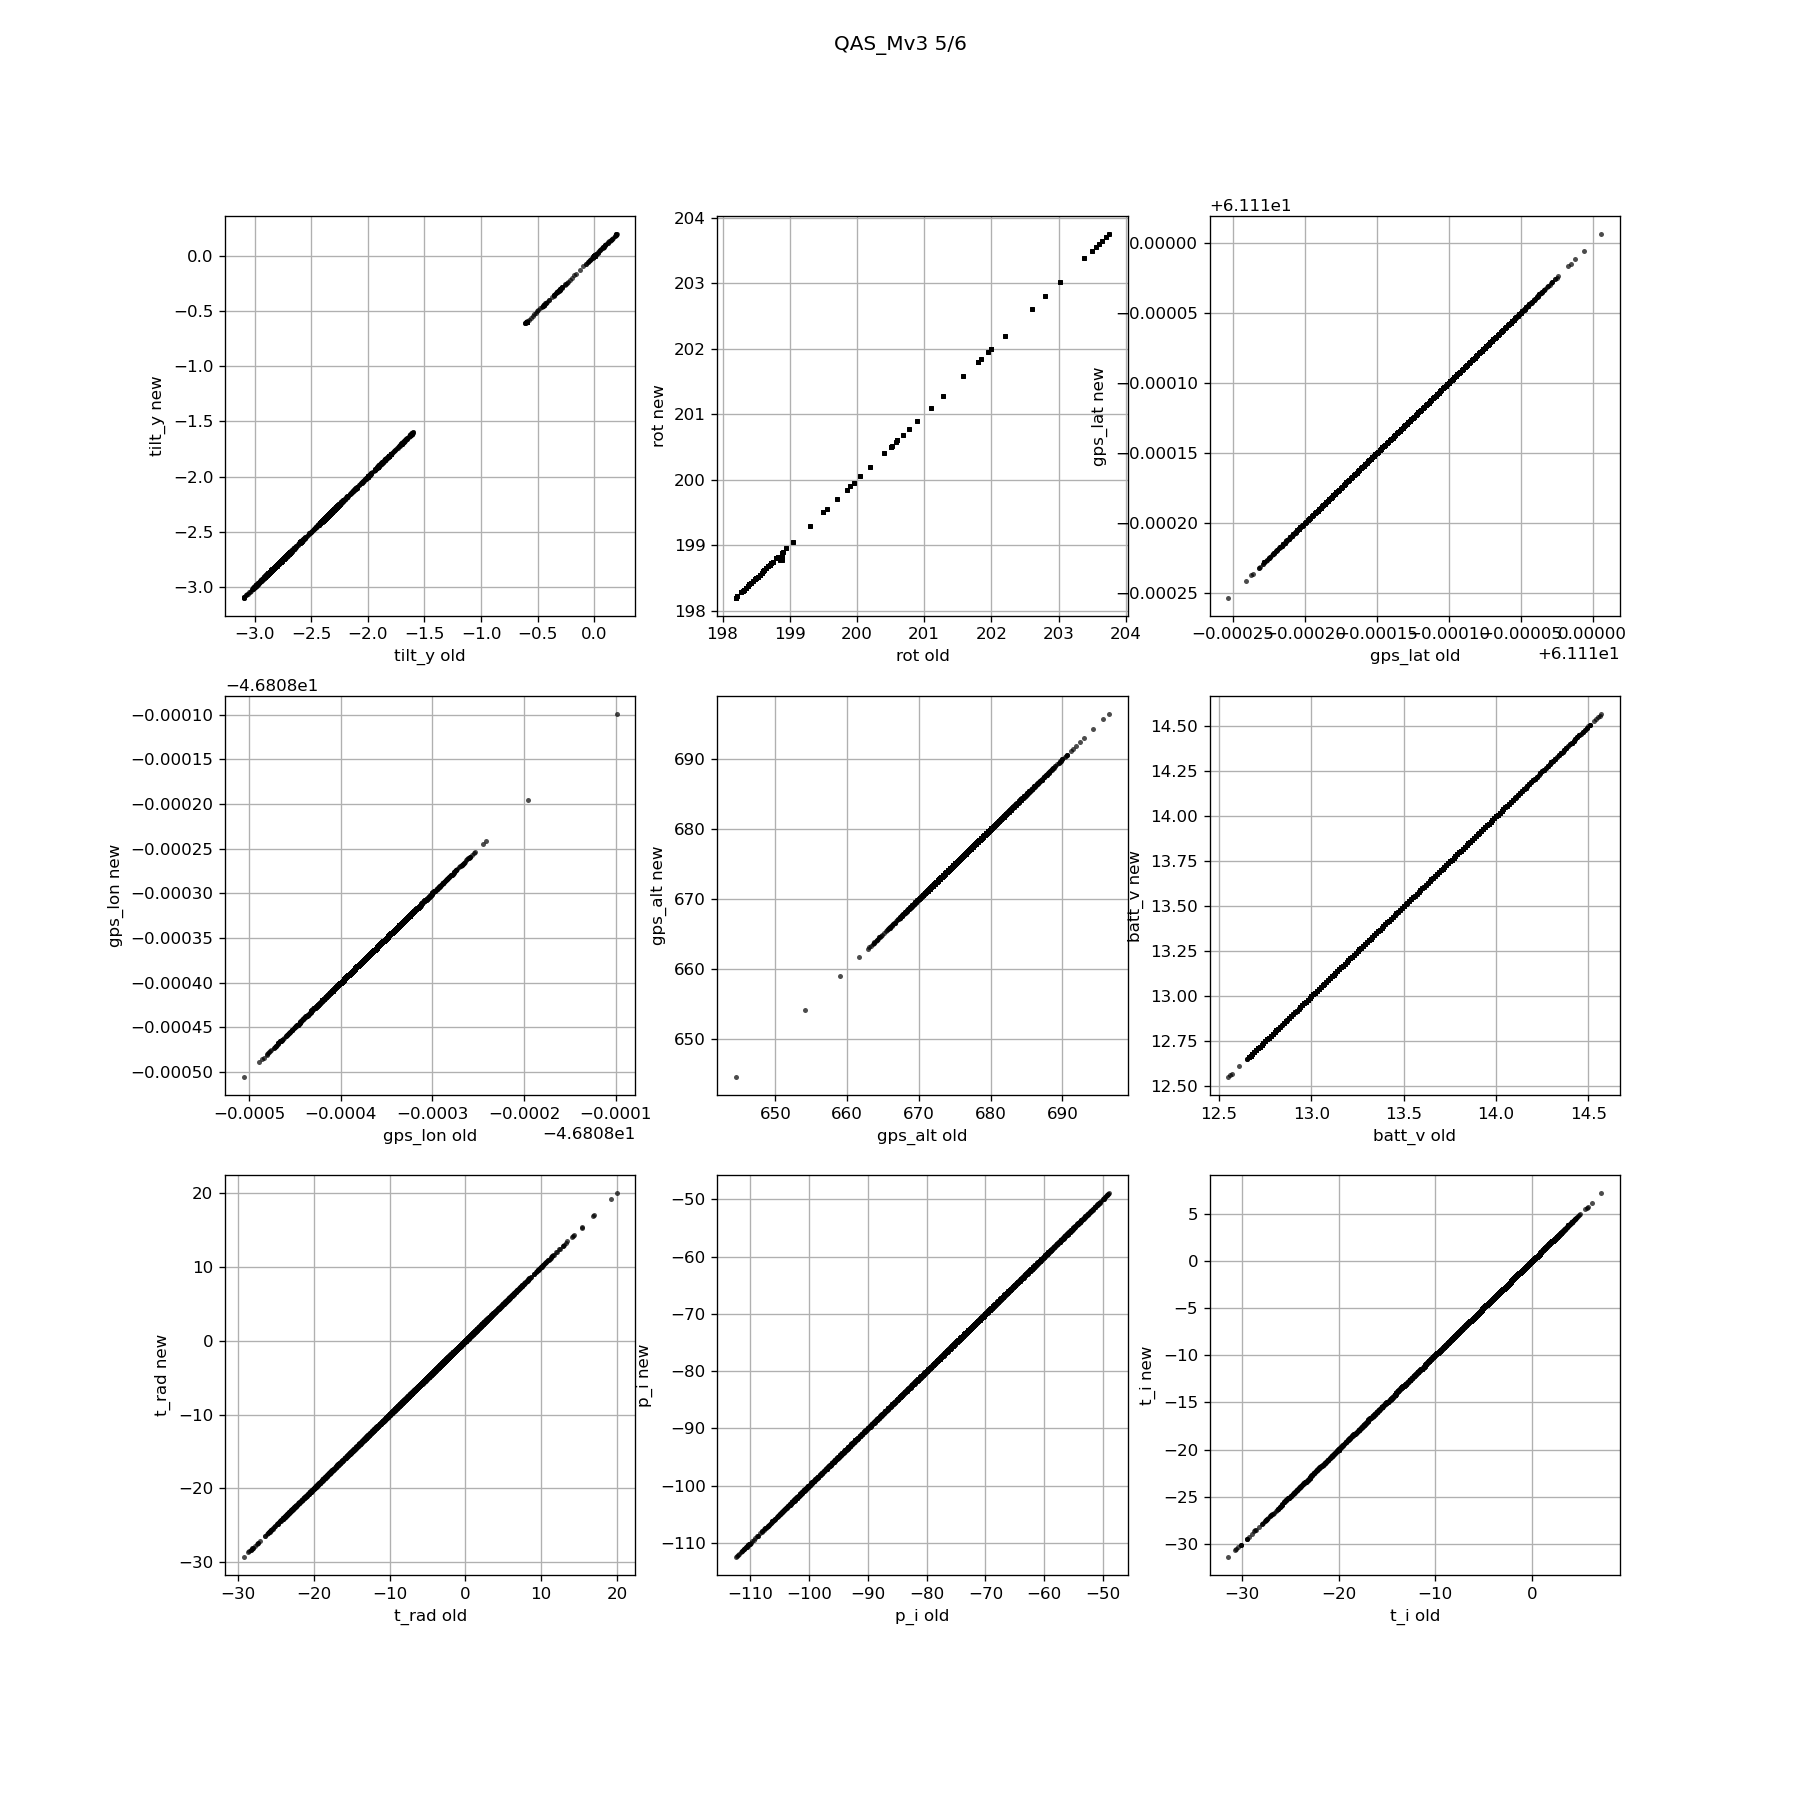 QAS_Mv3 5/6
tilt_y new
0.0
−0.5
−1.0
−1.5
−2.0
−2.5
−3.0
−3.0 −2.5 −2.0 −1.5 −1.0 −0.5 0.0
tilt_y old
rot new
204
203
202
201
200
199
198
198 199 200 201 202 203 204
rot old
+6.111e1
gps_lat new
0.00000
−0.00005
−0.00010
−0.00015
−0.00020
−0.00025
−0.00025 −0.00020 −0.00015 −0.00010 −0.00005 0.00000
gps_lat old
+6.111e1
−4.6808e1
gps_lon new
−0.00010
−0.00015
−0.00020
−0.00025
−0.00030
−0.00035
−0.00040
−0.00045
−0.00050
−0.0005 −0.0004 −0.0003 −0.0002 −0.0001
gps_lon old
−4.6808e1
gps_alt new
690
680
670
660
650
650 660 670 680 690
gps_alt old
batt_v new
14.50
14.25
14.00
13.75
13.50
13.25
13.00
12.75
12.50
12.5 13.0 13.5 14.0 14.5
batt_v old
t_rad new
20
10
0
−10
−20
−30
−30 −20 −10 0 10 20
t_rad old
p_i new
−50
−60
−70
−80
−90
−100
−110
−110 −100 −90 −80 −70 −60 −50
p_i old
t_i new
5
0
−5
−10
−15
−20
−25
−30
−30 −20 −10 0
t_i old